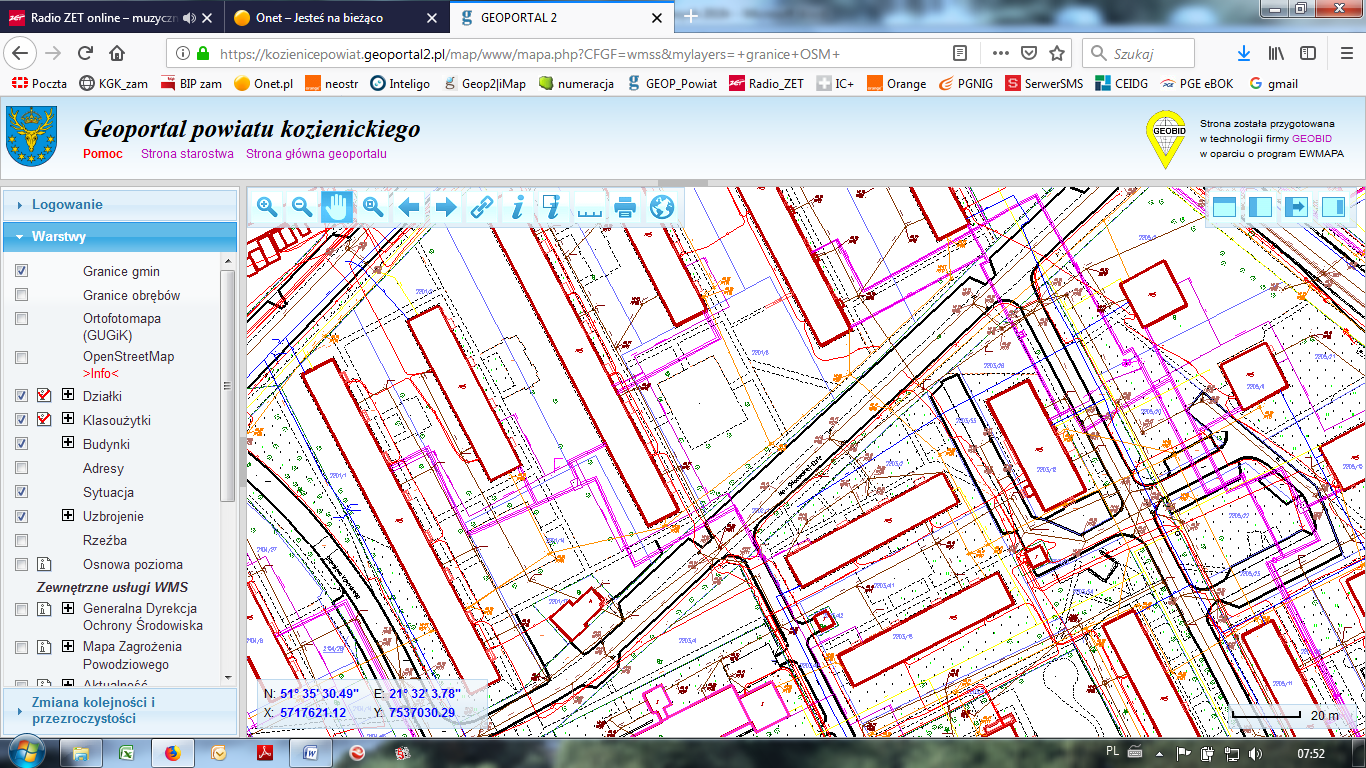 Radio ZET online – muzyczn
Onet – Jesteś na bieżąco
GEOPORTAL 2
https://kozienicepowiat.geoportal2.pl/map/www/mapa.php?CFGF=wmss&mylayers=+granice+OSM+
Szukaj
Poczta
KGK_zam
BIP zam
Onet.pl
neostr
Inteligo
Geop2|iMap
numeracja
GEOP_Powiat
Radio_ZET
IC+
Orange
PGNIG
SerwerSMS
CEIDG
PGE eBOK
gmail
Geoportal powiatu kozienickiego
Pomoc Strona starostwa Strona główna geoportalu
GEOBID
Strona została przygotowana
w technologii firmy GEOBID
w oparciu o program EWMAPA
Logowanie
Warstwy
Granice gmin
Granice obrębów
Ortofotomapa
(GUGiK)
OpenStreetMap
>Info<
Działki
Klasoużytki
Budynki
Adresy
Sytuacja
Uzbrojenie
Rzeźba
Osnowa pozioma
Zewnętrzne usługi WMS
Generalna Dyrekcja
Ochrony Środowiska
Mapa Zagrożenia
Powodziowego
Aktualność
Zmiana kolejności i
przezroczystości
N: 51° 35' 30.49" E: 21° 32' 3.78"
X: 5717621.12 Y: 7537030.29
20 m
PL
07:52